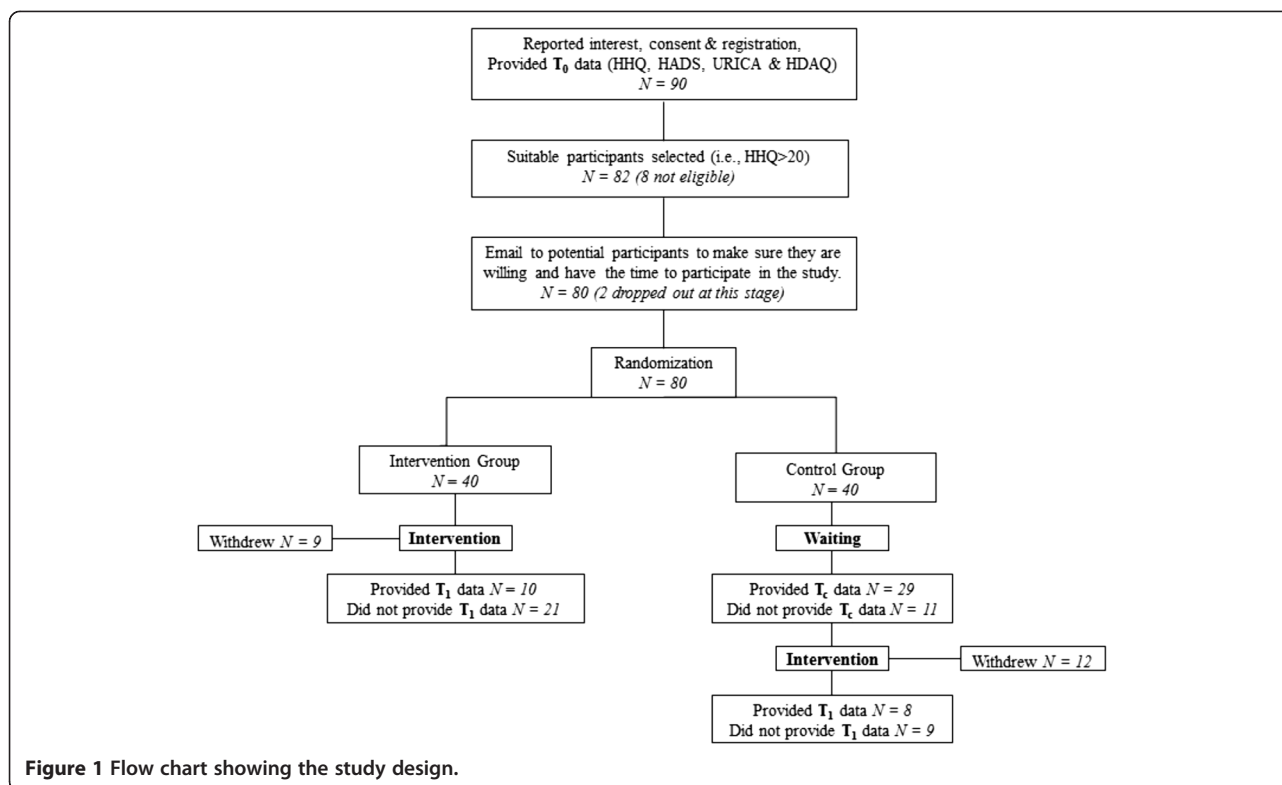 Reported interest, consent & registration,
Provided T0 data (HHQ, HADS, URICA & HDAQ)
N = 90
Suitable participants selected (i.e., HHQ>20)
N = 82 (8 not eligible)
Email to potential participants to make sure they are
willing and have the time to participate in the study.
N = 80 (2 dropped out at this stage)
Randomization
N = 80
Intervention Group
N = 40
Control Group
N = 40
Withdrew N = 9
Intervention
Waiting
Provided T1 data N = 10
Did not provide T1 data N = 21
Provided Tc data N = 29
Did not provide Tc data N = 11
Intervention
Withdrew N = 12
Provided T1 data N = 8
Did not provide T1 data N = 9
Figure 1 Flow chart showing the study design.